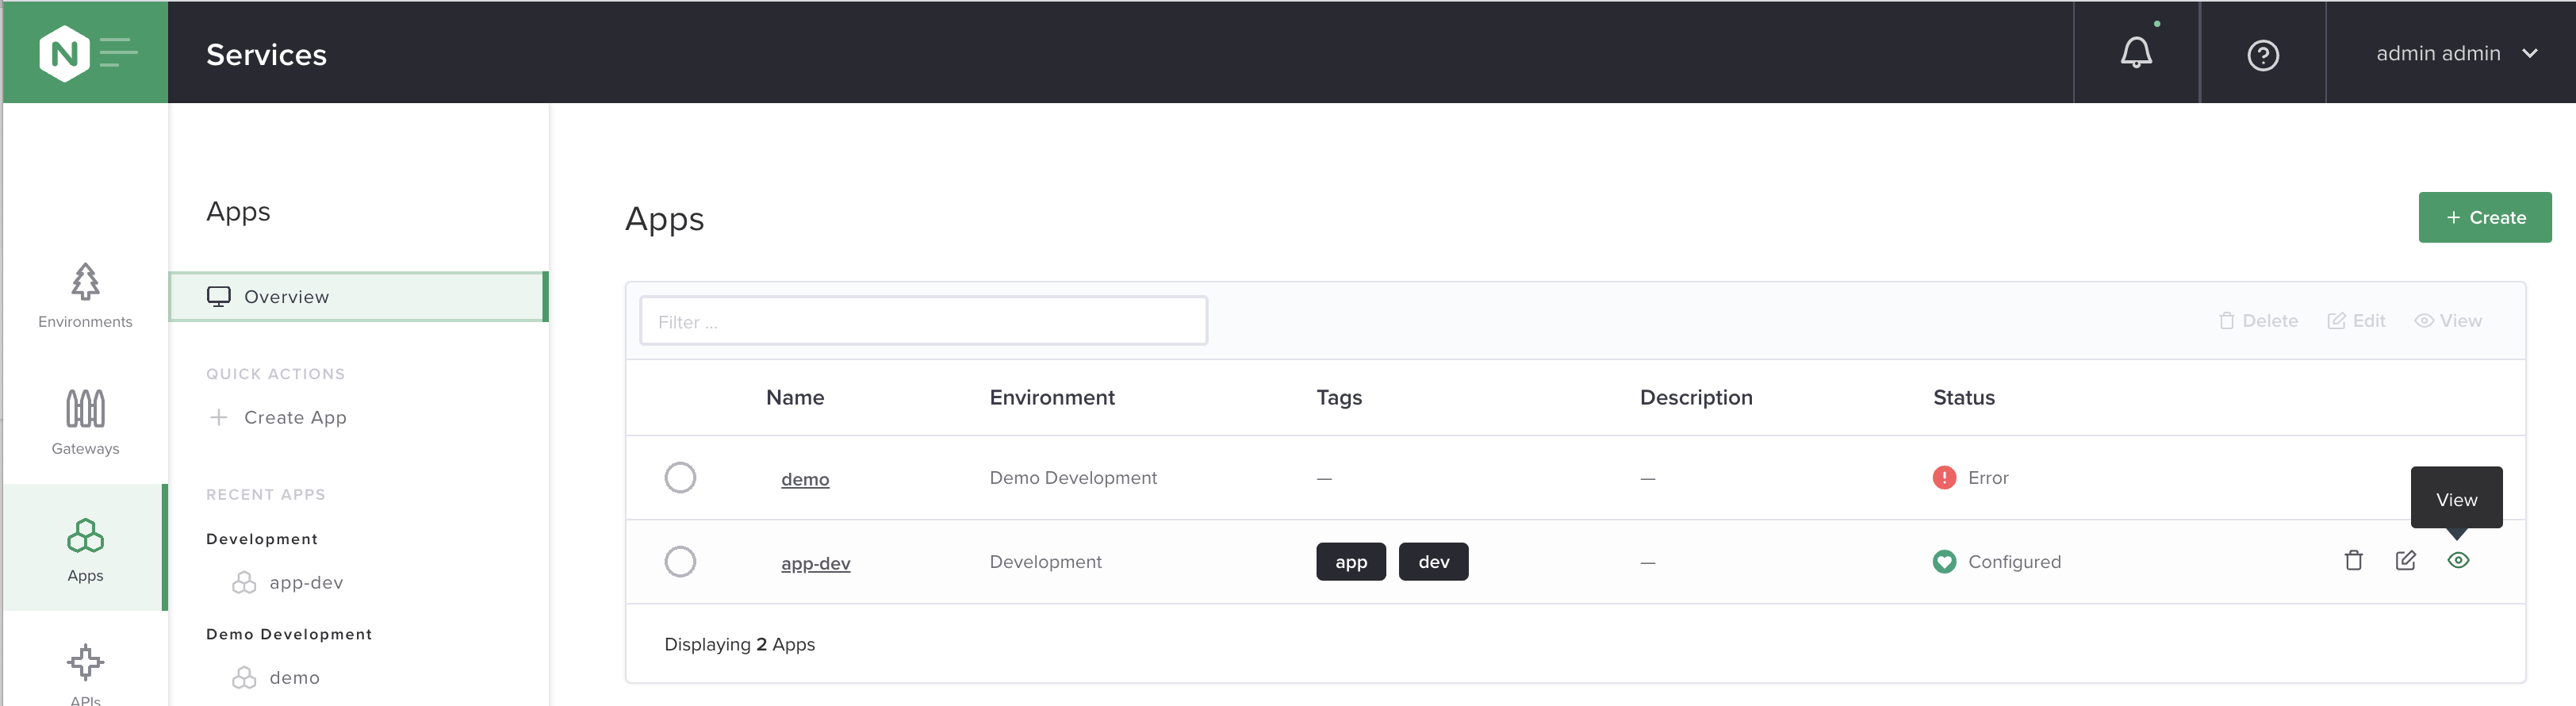 N
Services
admin admin
Environments
Gateways
Apps
APIs
Apps
Overview
QUICK ACTIONS
Create App
RECENT APPS
Development
app-dev
Demo Development
demo
Apps
+ Create
Filter ...
Delete Edit View
Name Environment Tags Description Status
demo Demo Development — — Error
View
app-dev Development app dev — Configured
Displaying 2 Apps